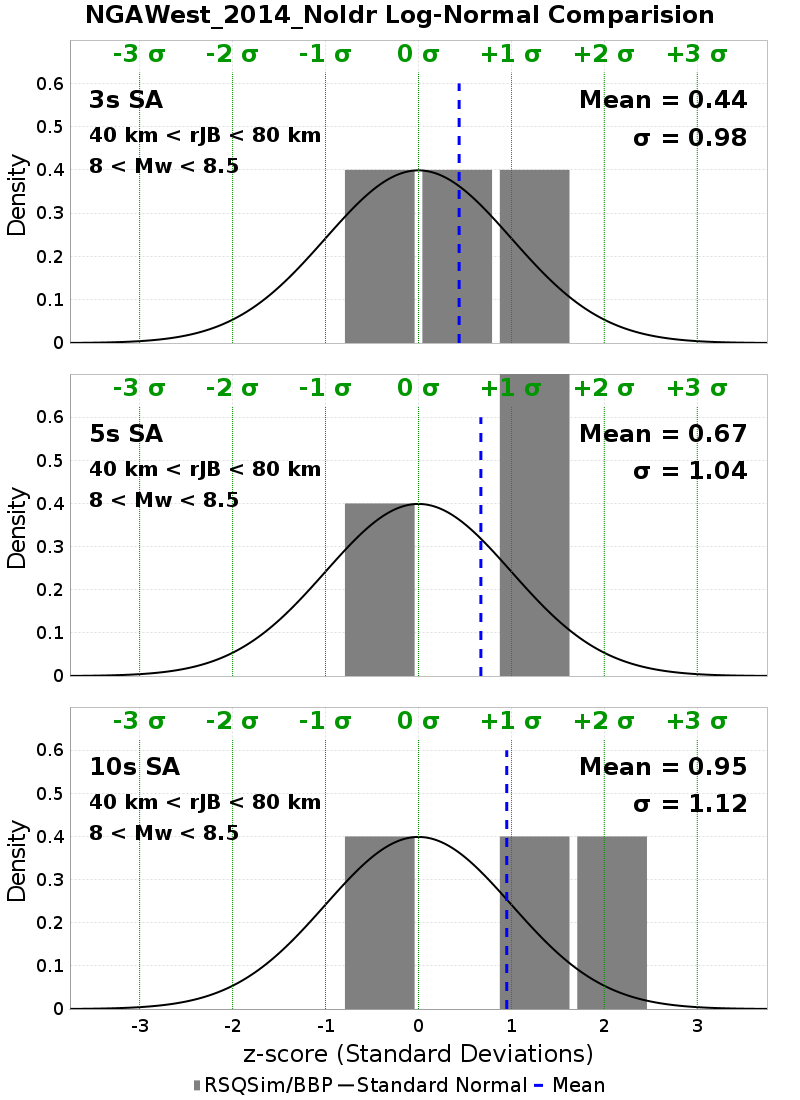 NGAWest_2014_NoIdr Log-Normal Comparision
-3 σ -2 σ -1 σ 0 σ +1 σ +2 σ +3 σ
0.6
3s SA Mean = 0.44
0.5
40 km < rJB < 80 km σ = 0.98
8 < Mw < 8.5
0.4
0.3
0.2
0.1
0
Density
-3 σ -2 σ -1 σ 0 σ +1 σ +2 σ +3 σ
0.6
5s SA Mean = 0.67
0.5
40 km < rJB < 80 km σ = 1.04
8 < Mw < 8.5
0.4
0.3
0.2
0.1
0
Density
-3 σ -2 σ -1 σ 0 σ +1 σ +2 σ +3 σ
0.6
10s SA Mean = 0.95
0.5
40 km < rJB < 80 km σ = 1.12
8 < Mw < 8.5
0.4
0.3
0.2
0.1
0
Density
-3 -2 -1 0 1 2 3
z-score (Standard Deviations)
RSQSim/BBP Standard Normal Mean